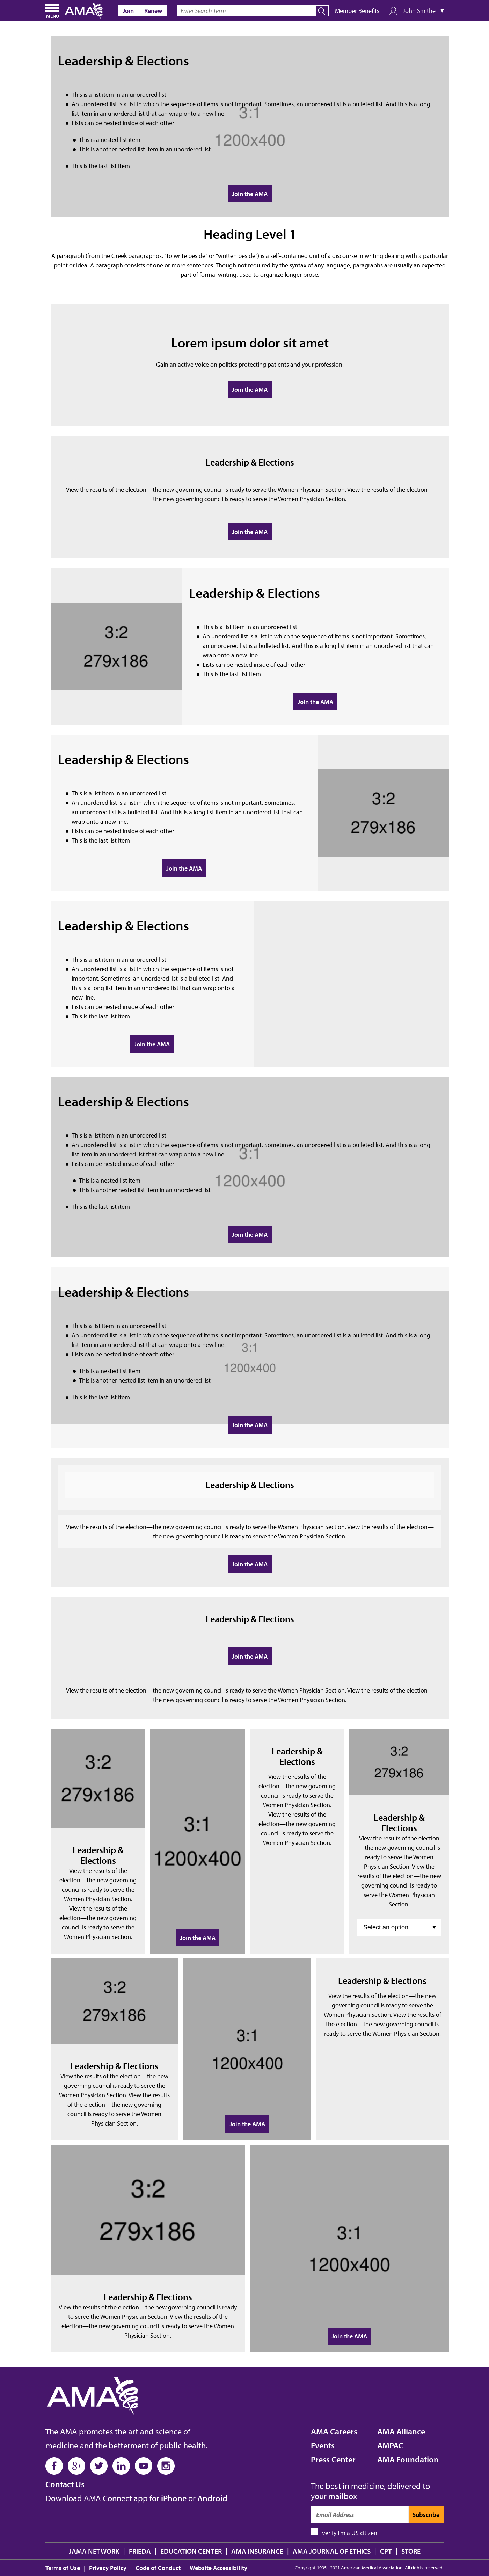 MENU
AMA
Join
Renew
Enter Search Term
Member Benefits
John Smithe
Leadership & Elections
This is a list item in an unordered list
An unordered list is a list in which the sequence of items is not important. Sometimes, an unordered list is a bulleted list. And this is a long
list item in an unordered list that can wrap onto a new line.
Lists can be nested inside of each other
This is a nested list item
This is another nested list item in an unordered list
This is the last list item
3:1
1200x400
Join the AMA
Heading Level 1
A paragraph (from the Greek paragraphos, "to write beside" or "written beside") is a self-contained unit of a discourse in writing dealing with a particular
point or idea. A paragraph consists of one or more sentences. Though not required by the syntax of any language, paragraphs are usually an expected
part of formal writing, used to organize longer prose.
Lorem ipsum dolor sit amet
Gain an active voice on politics protecting patients and your profession.
Join the AMA
Leadership & Elections
View the results of the election—the new governing council is ready to serve the Women Physician Section. View the results of the election—
the new governing council is ready to serve the Women Physician Section.
Join the AMA
3:2
279x186
Leadership & Elections
This is a list item in an unordered list
An unordered list is a list in which the sequence of items is not important. Sometimes,
an unordered list is a bulleted list. And this is a long list item in an unordered list that can
wrap onto a new line.
Lists can be nested inside of each other
This is the last list item
Join the AMA
Leadership & Elections
This is a list item in an unordered list
An unordered list is a list in which the sequence of items is not important. Sometimes,
an unordered list is a bulleted list. And this is a long list item in an unordered list that can
wrap onto a new line.
Lists can be nested inside of each other
This is the last list item
Join the AMA
3:2
279x186
Leadership & Elections
This is a list item in an unordered list
An unordered list is a list in which the sequence of items is not
important. Sometimes, an unordered list is a bulleted list. And
this is a long list item in an unordered list that can wrap onto a
new line.
Lists can be nested inside of each other
This is the last list item
Join the AMA
Leadership & Elections
This is a list item in an unordered list
An unordered list is a list in which the sequence of items is not important. Sometimes, an unordered list is a bulleted list. And this is a long
list item in an unordered list that can wrap onto a new line.
Lists can be nested inside of each other
This is a nested list item
This is another nested list item in an unordered list
This is the last list item
3:1
1200x400
Join the AMA
Leadership & Elections
This is a list item in an unordered list
An unordered list is a list in which the sequence of items is not important. Sometimes, an unordered list is a bulleted list. And this is a long
list item in an unordered list that can wrap onto a new line.
Lists can be nested inside of each other
This is a nested list item
This is another nested list item in an unordered list
This is the last list item
3:1
1200x400
Join the AMA
Leadership & Elections
View the results of the election—the new governing council is ready to serve the Women Physician Section. View the results of the election—
the new governing council is ready to serve the Women Physician Section.
Join the AMA
Leadership & Elections
Join the AMA
View the results of the election—the new governing council is ready to serve the Women Physician Section. View the results of the election—
the new governing council is ready to serve the Women Physician Section.
3:2
279x186
Leadership &
Elections
View the results of the
election—the new governing
council is ready to serve the
Women Physician Section.
View the results of the
election—the new governing
council is ready to serve the
Women Physician Section.
3:1
1200x400
Join the AMA
Leadership &
Elections
View the results of the
election—the new governing
council is ready to serve the
Women Physician Section.
View the results of the
election—the new governing
council is ready to serve the
Women Physician Section.
3:2
279x186
Leadership &
Elections
View the results of the election
—the new governing council is
ready to serve the Women
Physician Section. View the
results of the election—the new
governing council is ready to
serve the Women Physician
Section.
Select an option
3:2
279x186
Leadership & Elections
View the results of the election—the new
governing council is ready to serve the
Women Physician Section. View the results
of the election—the new governing
council is ready to serve the Women
Physician Section.
3:1
1200x400
Join the AMA
Leadership & Elections
View the results of the election—the new
governing council is ready to serve the
Women Physician Section. View the results of
the election—the new governing council is
ready to serve the Women Physician Section.
3:2
279x186
Leadership & Elections
View the results of the election—the new governing council is ready
to serve the Women Physician Section. View the results of the
election—the new governing council is ready to serve the Women
Physician Section.
3:1
1200x400
Join the AMA
AMA
The AMA promotes the art and science of
medicine and the betterment of public health.
Contact Us
Download AMA Connect app for iPhone or Android
AMA Careers
AMA Alliance
Events
AMPAC
Press Center
AMA Foundation
The best in medicine, delivered to
your mailbox
Email Address
Subscribe
I verify I'm a US citizen
JAMA NETWORK | FRIEDA | EDUCATION CENTER | AMA INSURANCE | AMA JOURNAL OF ETHICS | CPT | STORE
Terms of Use | Privacy Policy | Code of Conduct | Website Accessibility
Copyright 1995 - 2021 American Medical Association. All rights reserved.